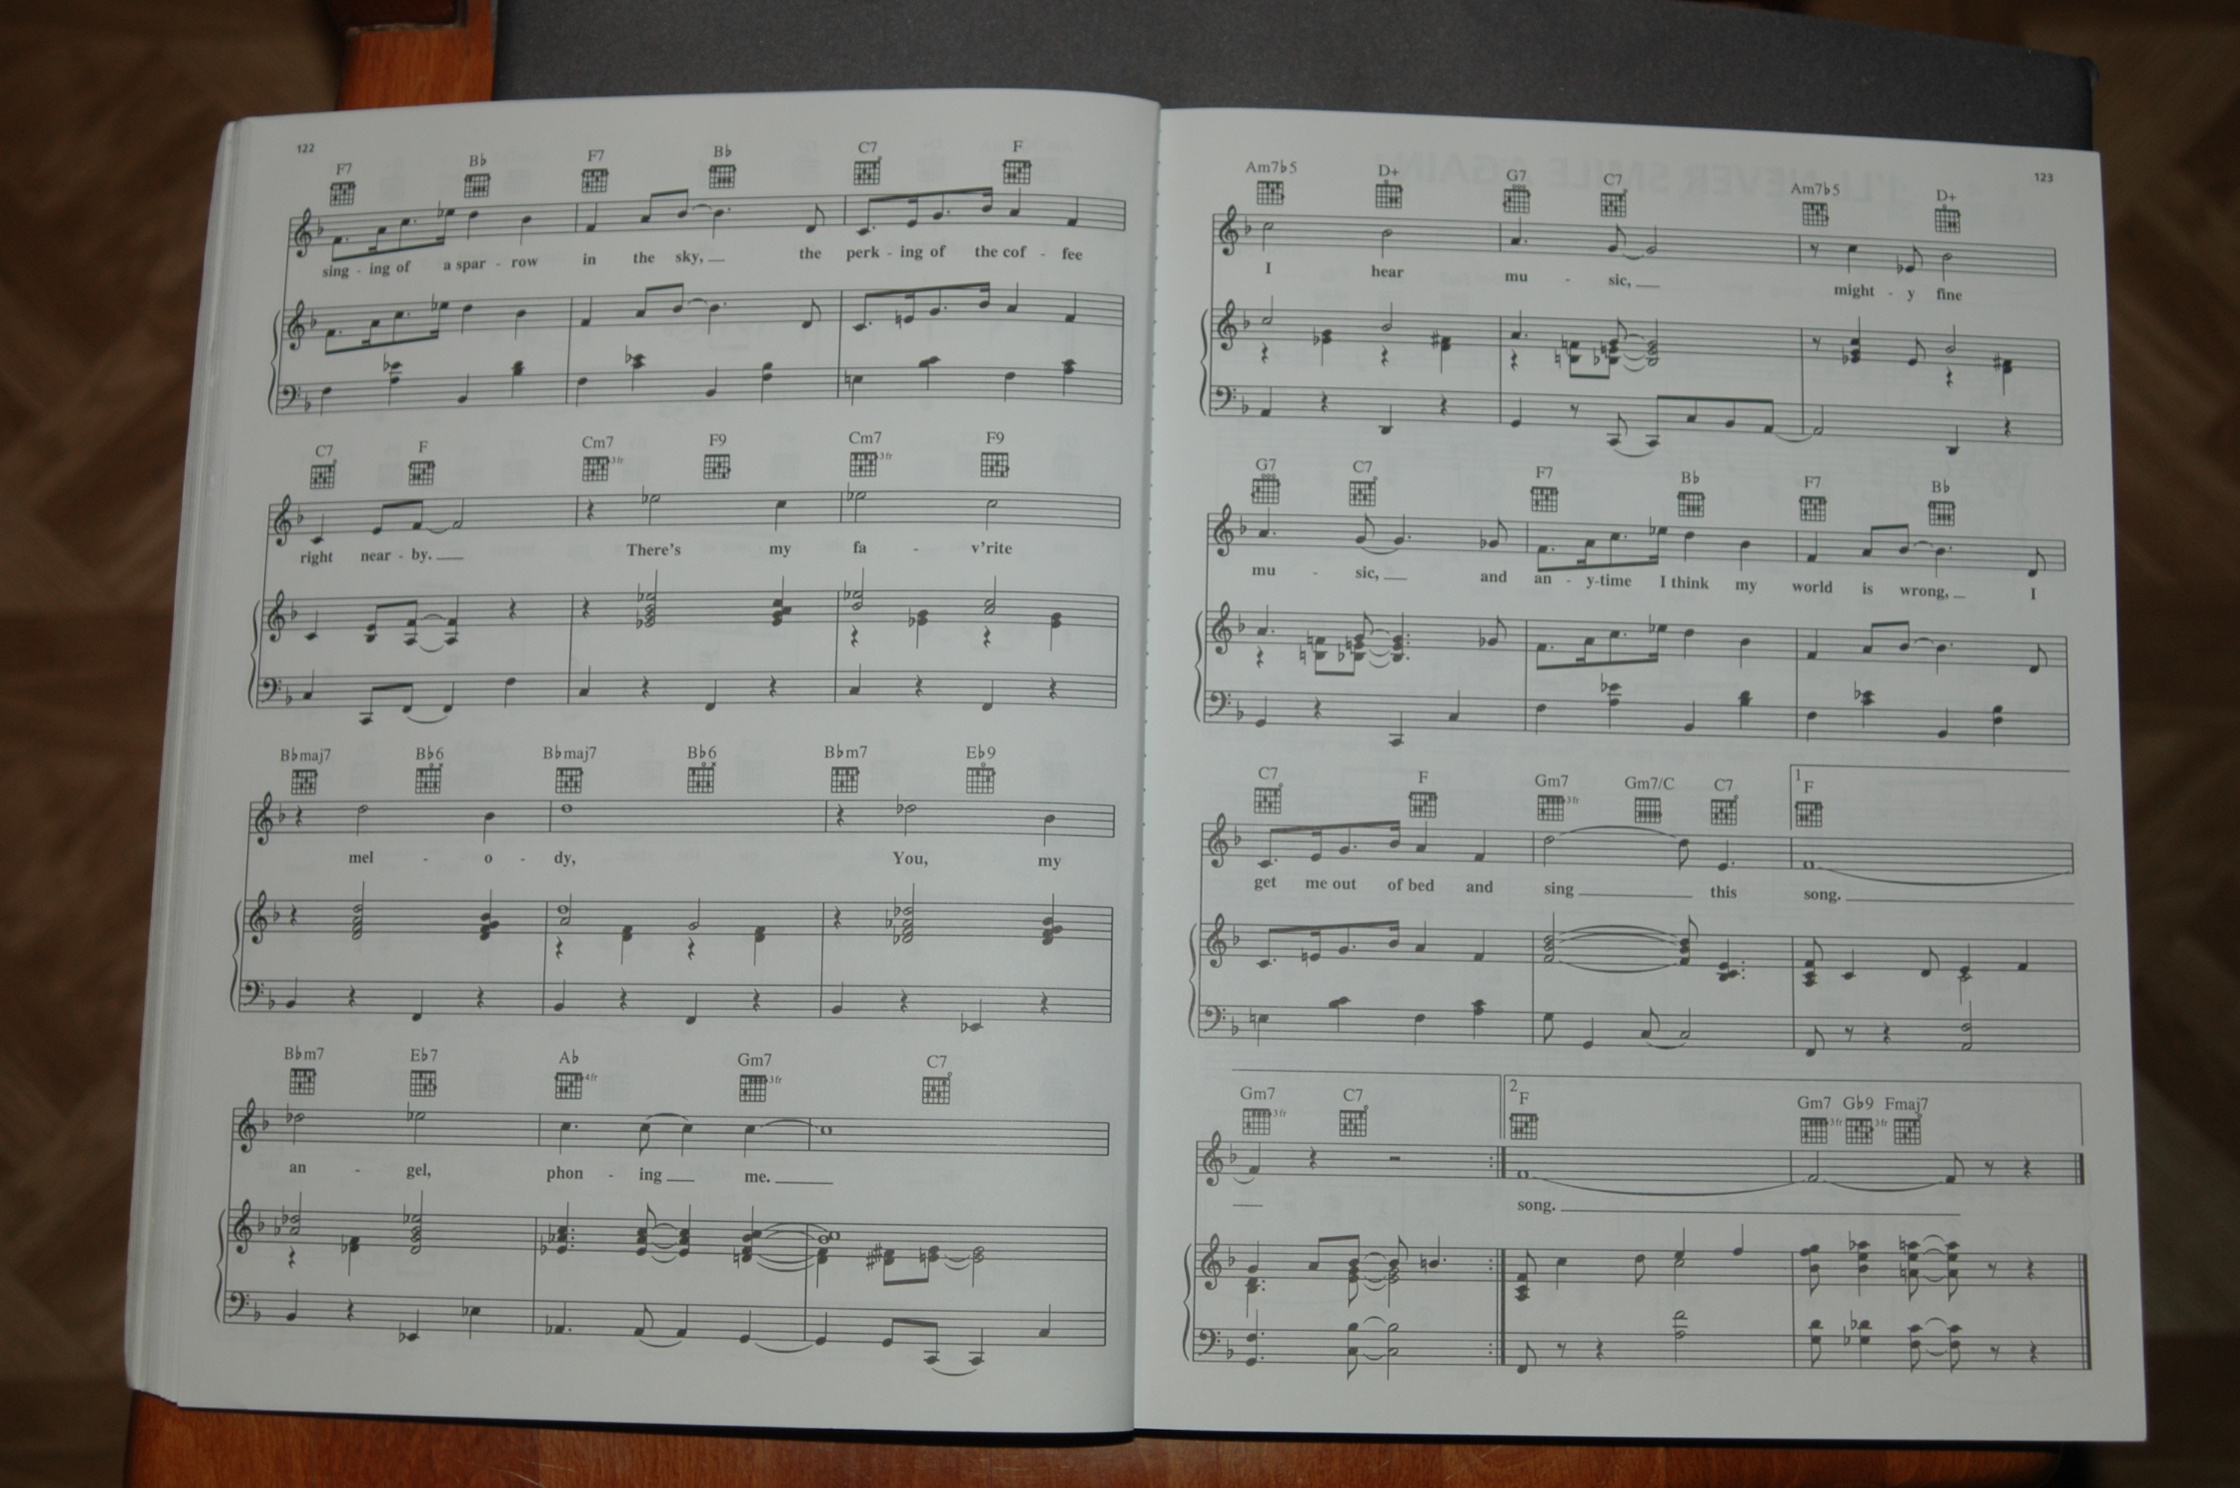 122
F7 B♭ F7 B♭ C7 F
sing - ing of a spar - row in the sky, the perk - ing of the cof - fee
C7 F Cm7 3fr F9 Cm7 3fr F9
right near - by. There's my fa - v'rite
B♭maj7 B♭6 B♭maj7 B♭6 B♭m7 E♭9
mel - o - dy, You, my
B♭m7 E♭7 A♭ 4fr Gm7 3fr C7
an - gel, phon - ing me.
123
Am7♭5 D+ G7 C7 Am7♭5 D+
I hear mu - sic, might - y fine
G7 C7 F7 B♭ F7 B♭
mu - sic, and an - y-time I think my world is wrong, I
C7 F Gm7 3fr Gm7/C C7 1 F
get me out of bed and sing this song.
Gm7 3fr C7 2 F Gm7 3fr G♭9 3fr Fmaj7
song.